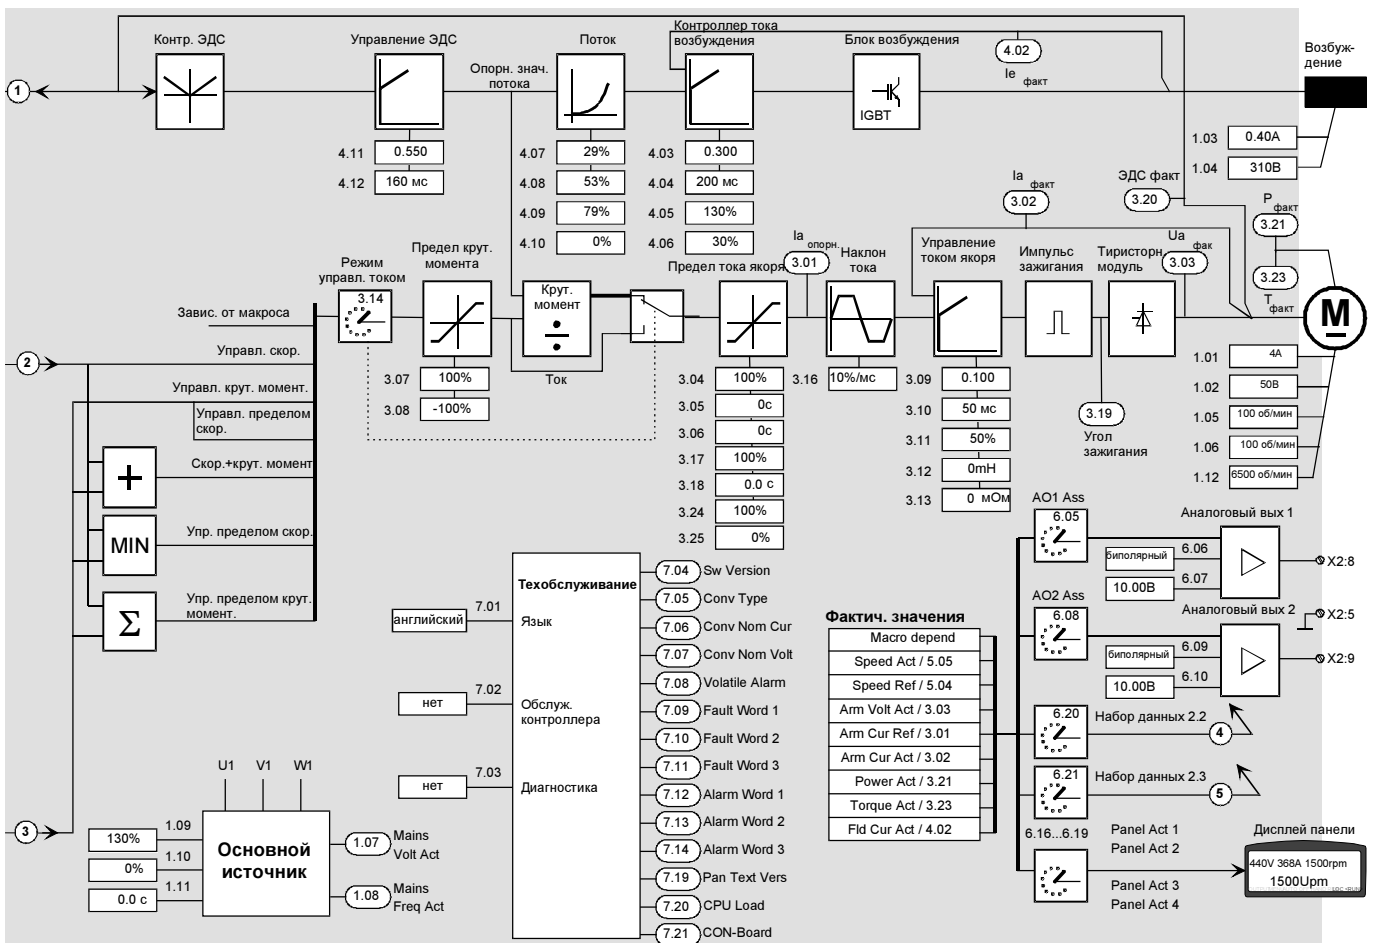 Контр. ЭДС
Управление ЭДС
Поток
Контроллер тока
возбуждения
Блок возбуждения
4.02
Ie факт
Возбуж-
дение
Опорн. знач.
потока
1
IGBT
4.11 0.550
4.12 160 мс
4.07 29%
4.08 53%
4.09 79%
4.10 0%
4.03 0.300
4.04 200 мс
4.05 130%
4.06 30%
1.03 0.40A
1.04 310В
Ia факт
3.02
ЭДС факт
3.20
P факт
3.21
3.23
T факт
Режим
управл. током
3.14
Предел крут.
момента
Крут.
момент
÷
Ток
Предел тока якоря
Ia опорн.
3.01
Наклон
тока
Управление
током якоря
Импульс
зажигания
Тиристорн.
модуль
Ua фак
3.03
M
Завис. от макроса
2
Управл. скор.
Управл. крут. момент.
Управл. пределом
скор.
+
Скор.+крут. момент
MIN
Упр. пределом скор.
Σ
Упр. пределом крут.
момент.
3
3.07 100%
3.08 -100%
3.04 100%
3.05 0с
3.06 0с
3.17 100%
3.18 0.0 с
3.24 100%
3.25 0%
3.16 10%/мс
3.09 0.100
3.10 50 мс
3.11 50%
3.12 0mH
3.13 0 мОм
3.19
Угол
зажигания
1.01 4A
1.02 50В
1.05 100 об/мин
1.06 100 об/мин
1.12 6500 об/мин
U1 V1 W1
Основной
источник
1.09 130%
1.10 0%
1.11 0.0 с
1.07 Mains
Volt Act
1.08 Mains
Freq Act
Техобслуживание
7.01 английский Язык
7.02 нет Обслуж.
контроллера
7.03 нет Диагностика
7.04 Sw Version
7.05 Conv Type
7.06 Conv Nom Cur
7.07 Conv Nom Volt
7.08 Volatile Alarm
7.09 Fault Word 1
7.10 Fault Word 2
7.11 Fault Word 3
7.12 Alarm Word 1
7.13 Alarm Word 2
7.14 Alarm Word 3
7.19 Pan Text Vers
7.20 CPU Load
7.21 CON-Board
Фактич. значения
Macro depend
Speed Act / 5.05
Speed Ref / 5.04
Arm Volt Act / 3.03
Arm Cur Ref / 3.01
Arm Cur Act / 3.02
Power Act / 3.21
Torque Act / 3.23
Fld Cur Act / 4.02
AO1 Ass
6.05
Аналоговый вых 1
биполярный 6.06
10.00В 6.07
X2:8
AO2 Ass
6.08
Аналоговый вых 2
X2:5
биполярный 6.09
10.00В 6.10
X2:9
6.20 Набор данных 2.2
4
6.21 Набор данных 2.3
5
6.16...6.19
Panel Act 1
Panel Act 2
Panel Act 3
Panel Act 4
Дисплей панели
440V 368A 1500rpm
1500Upm